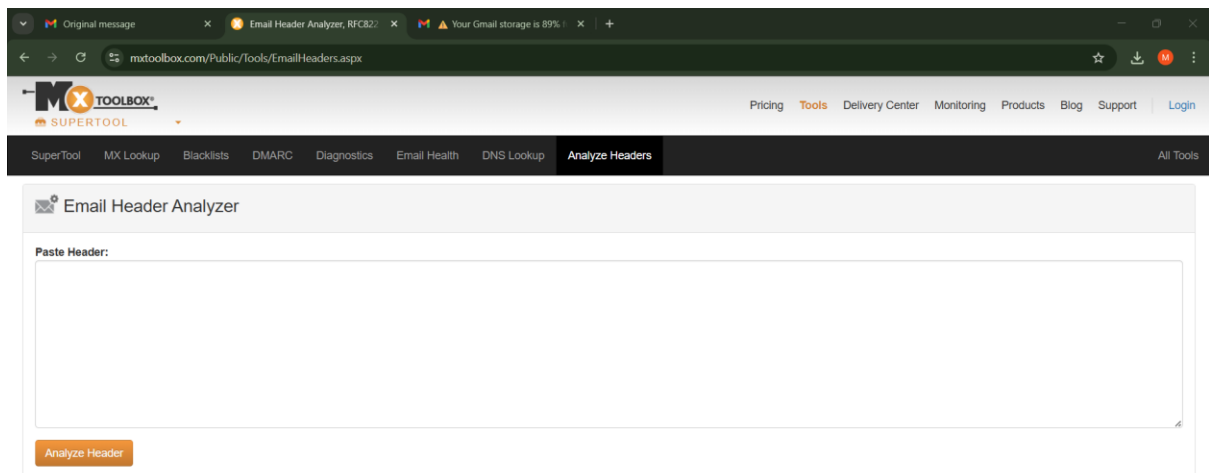 Original message
Email Header Analyzer, RFC822
Your Gmail storage is 89%
mxtoolbox.com/Public/Tools/EmailHeaders.aspx
M
MX TOOLBOX®
SUPERTOOL
Pricing Tools Delivery Center Monitoring Products Blog Support Login
SuperTool MX Lookup Blacklists DMARC Diagnostics Email Health DNS Lookup Analyze Headers All Tools
Email Header Analyzer
Paste Header:
Analyze Header